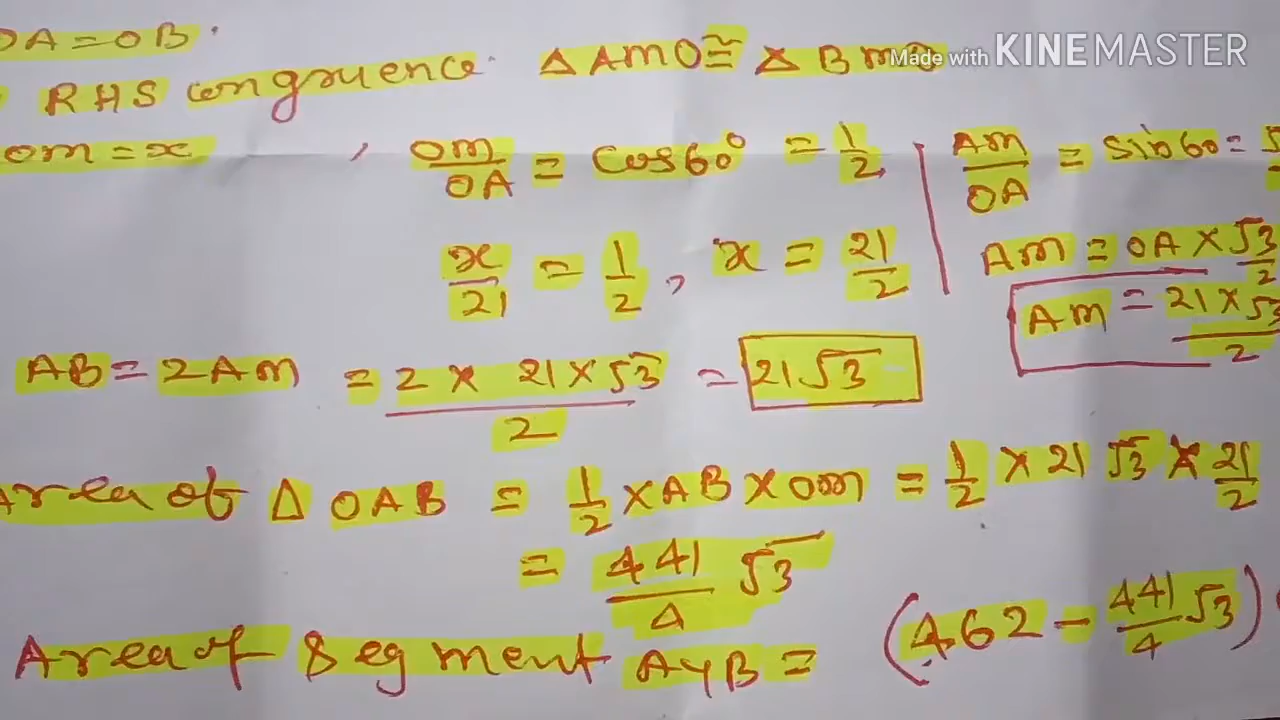 OA = OB.
RHS congruence. Δ AMO ≅ Δ BMO
Made with KINEMASTER
OM = x , OM/OA = Cos60° = 1/2 AM/OA = Sin60 =
x/21 = 1/2 , x = 21/2 AM = OA × √3/2
AM = 21 × √3/2
AB = 2AM = 2 × 21 × √3/2 = 21√3
Area of Δ OAB = 1/2 × AB × OM = 1/2 × 21 √3 × 21/2
= 441/4 √3
Area of Segment AYB = (462 - 441/4 √3)